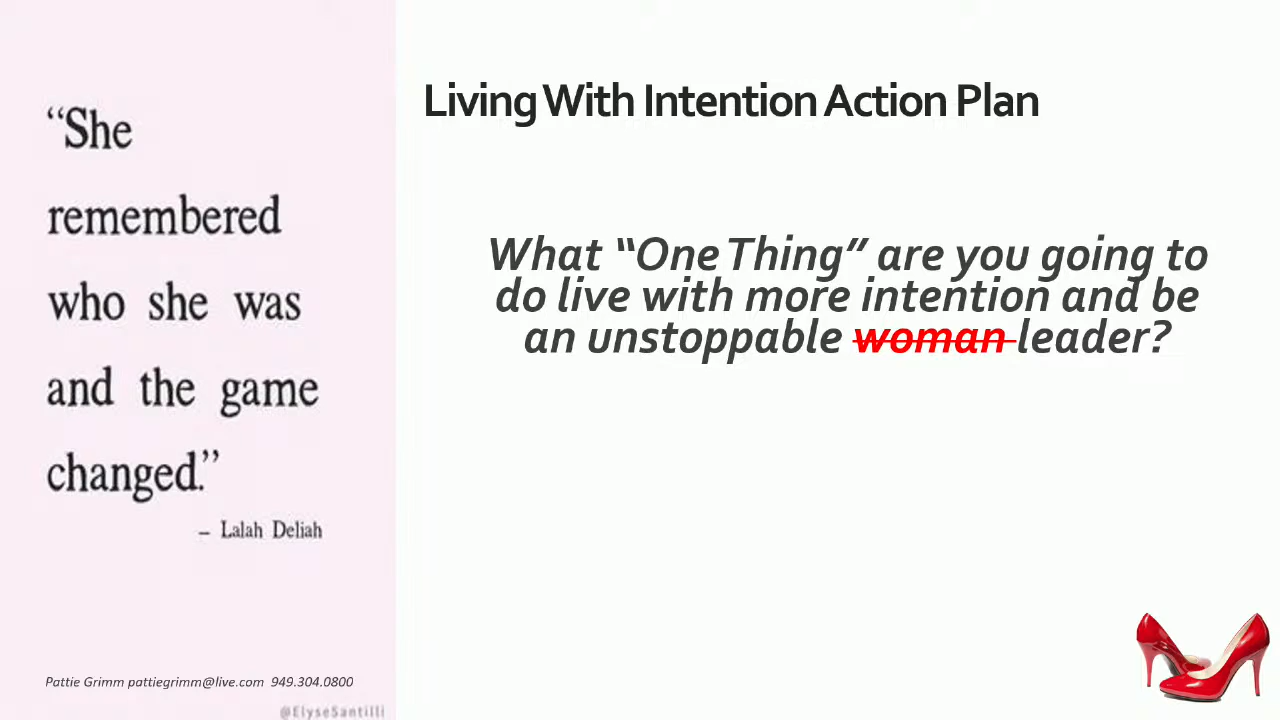 “She
remembered
who she was
and the game
changed.”
– Lalah Deliah
Pattie Grimm pattiegrimm@live.com 949.304.0800
@ElyseSantilli
Living With Intention Action Plan
What “One Thing” are you going to
do live with more intention and be
an unstoppable woman leader?